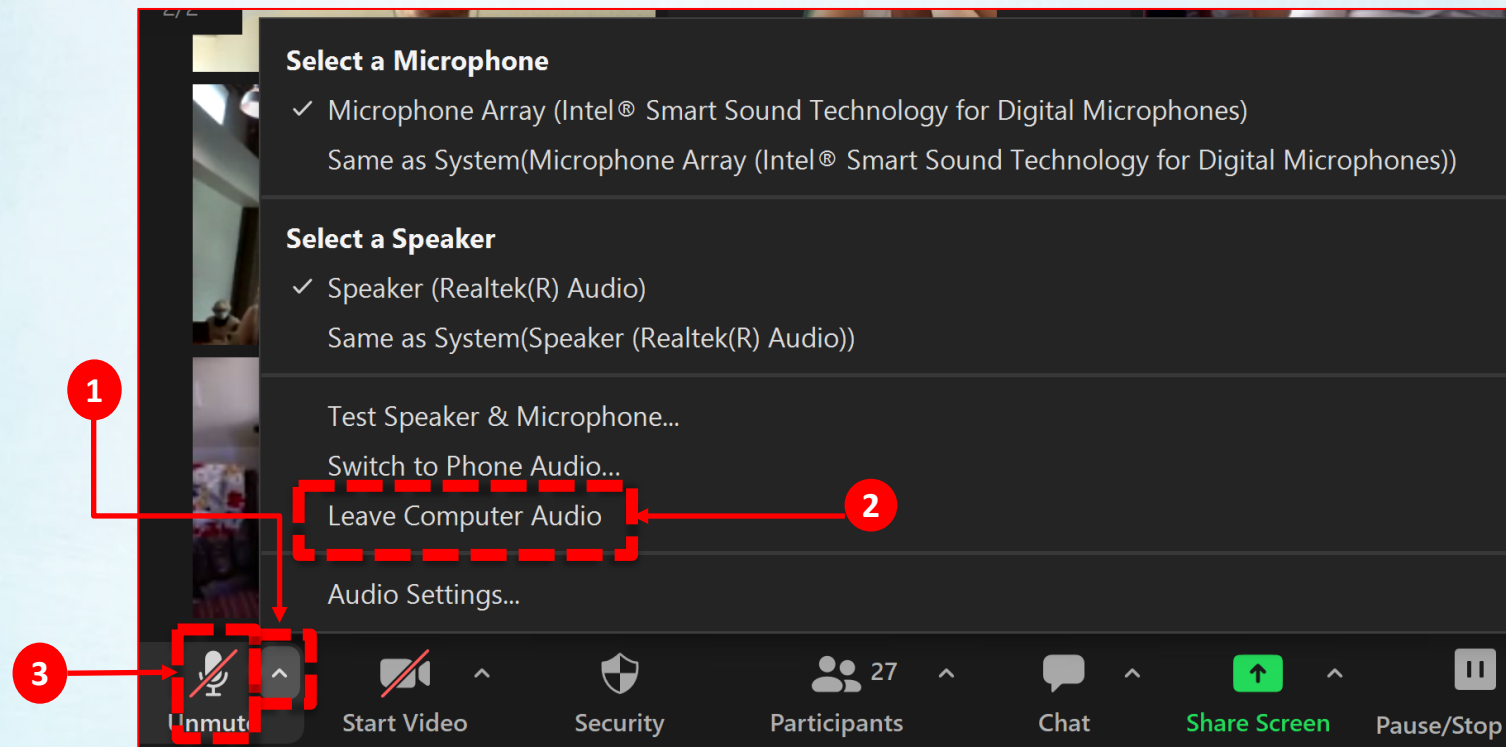 2/2
Select a Microphone
✓ Microphone Array (Intel® Smart Sound Technology for Digital Microphones)
Same as System(Microphone Array (Intel® Smart Sound Technology for Digital Microphones))
Select a Speaker
✓ Speaker (Realtek(R) Audio)
Same as System(Speaker (Realtek(R) Audio))
1
Test Speaker & Microphone...
Switch to Phone Audio...
Leave Computer Audio
2
Audio Settings...
3
27
Unmute Start Video Security Participants Chat Share Screen Pause/Stop